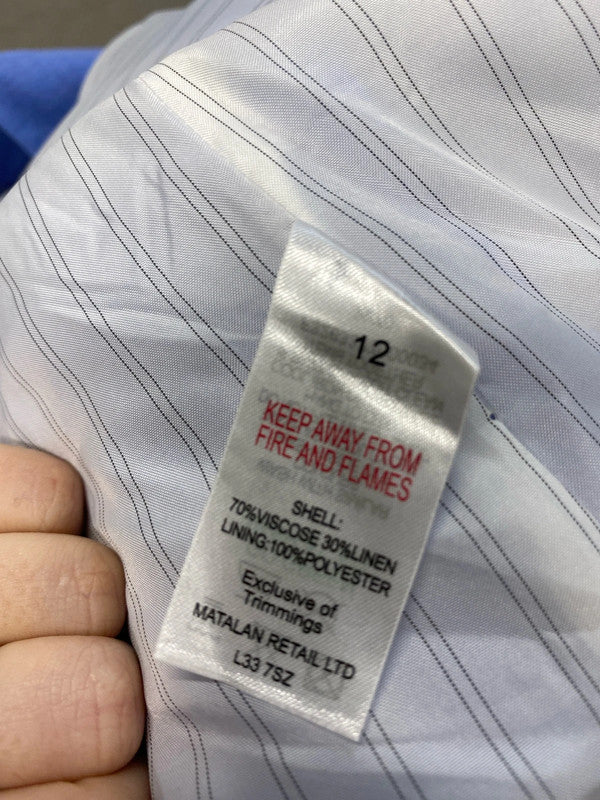 12
KEEP AWAY FROM
FIRE AND FLAMES
SHELL:
70%VISCOSE 30%LINEN
LINING:100%POLYESTER
Exclusive of
Trimmings
MATALAN RETAIL LTD
L33 7SZ